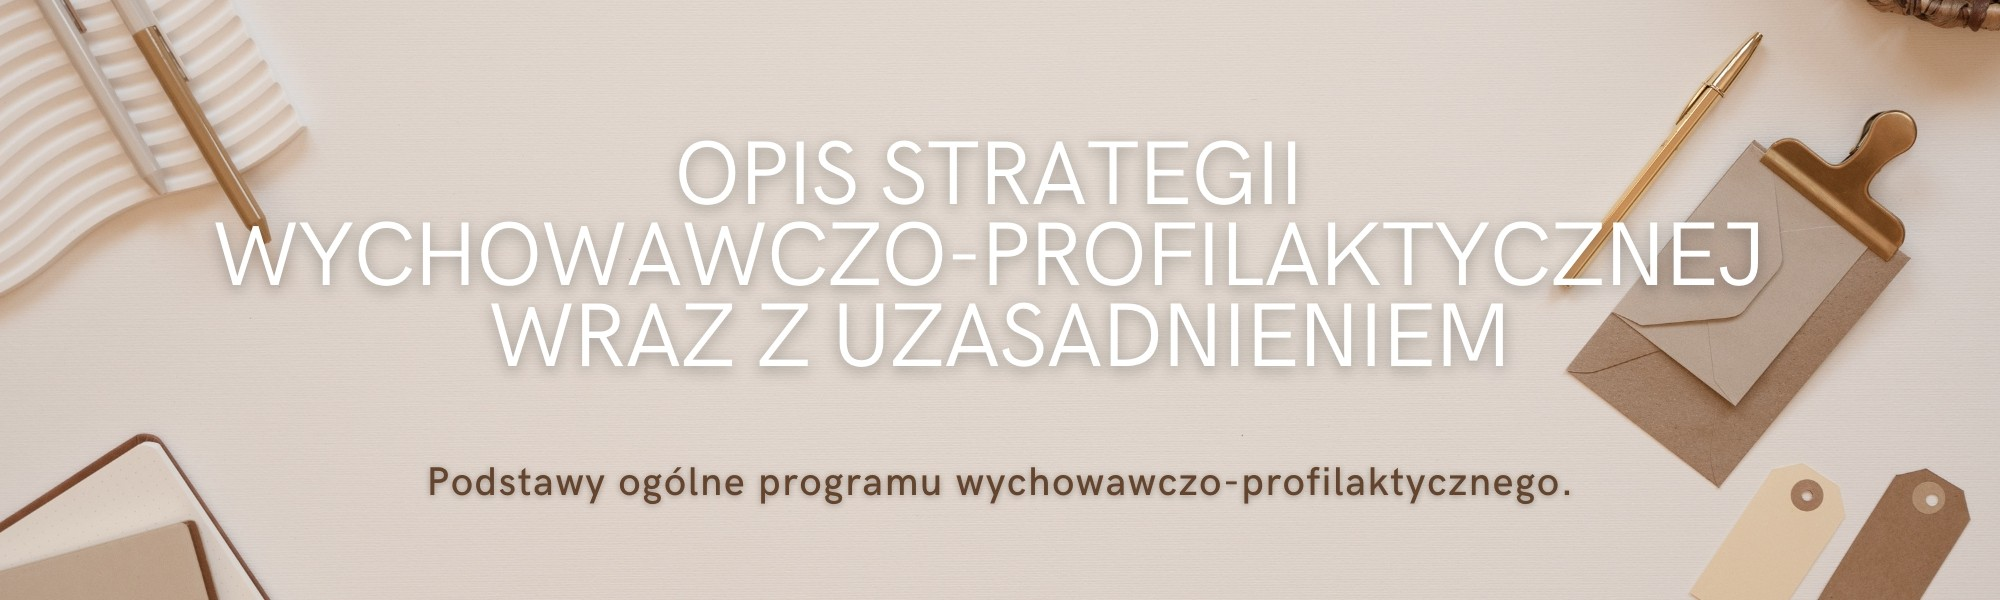 OPIS STRATEGII
WYCHOWAWCZO-PROFILAKTYCZNEJ
WRAZ Z UZASADNIENIEM
Podstawy ogólne programu wychowawczo-profilaktycznego.